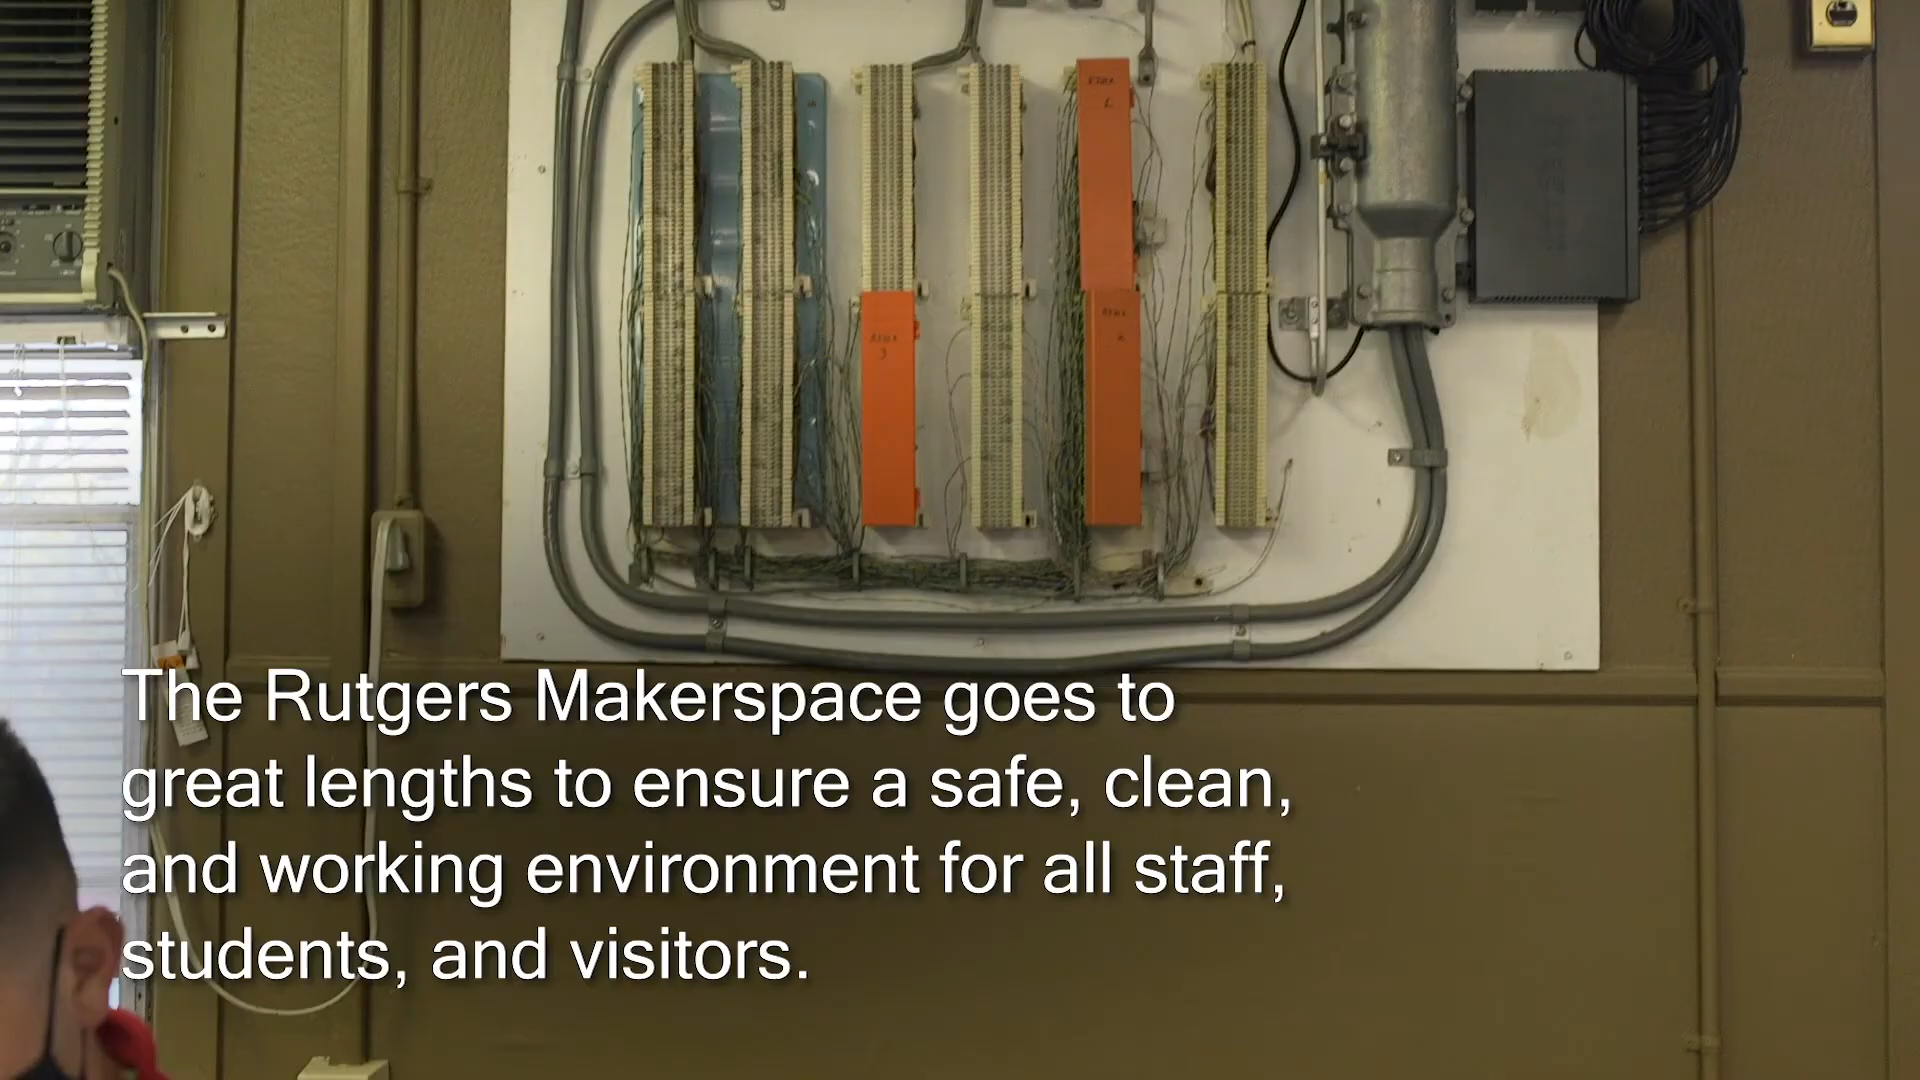 The Rutgers Makerspace goes to
great lengths to ensure a safe, clean,
and working environment for all staff,
students, and visitors.